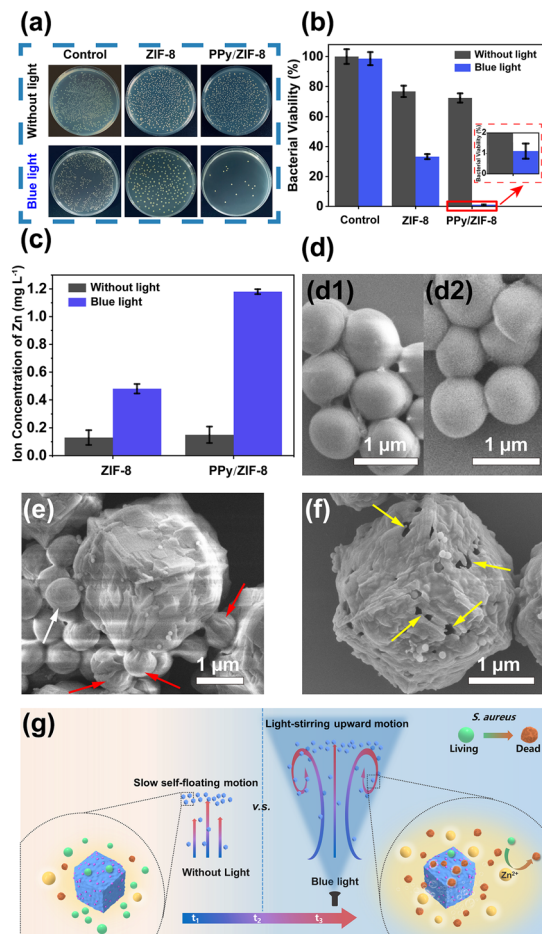 (a)
Control ZIF-8 PPy/ZIF-8
Without light
Blue light
(b)
Bacterial Viability (%)
100
80
60
40
20
0
Without light
Blue light
Bacterial Viability (%)
2
1
0
Control ZIF-8 PPy/ZIF-8
(c)
Ion Concentration of Zn (mg L⁻¹)
1.2
1.0
0.8
0.6
0.4
0.2
0.0
Without light
Blue light
ZIF-8 PPy/ZIF-8
(d)
(d1) (d2)
1 μm 1 μm
(e)
1 μm
(f)
1 μm
(g)
Light-stirring upward motion
S. aureus
Living Dead
Slow self-floating motion
v.s.
Without Light
Blue light
Zn²⁺
t₁ t₂ t₃